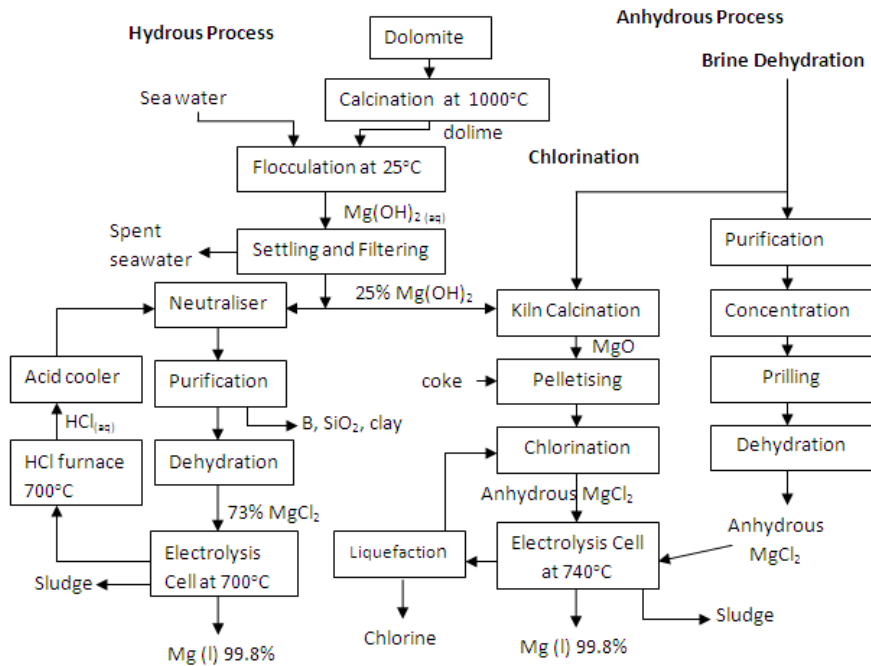 Hydrous Process
Anhydrous Process
Dolomite
Brine Dehydration
Sea water
Calcination at 1000°C
dolime
Chlorination
Flocculation at 25°C
Mg(OH)₂ (aq)
Spent
seawater
Settling and Filtering
Purification
25% Mg(OH)₂
Neutraliser
Kiln Calcination
Concentration
MgO
Acid cooler
Purification
coke
Pelletising
Prilling
HCl(aq)
B, SiO₂, clay
HCl furnace
700°C
Dehydration
Chlorination
Dehydration
73% MgCl₂
Anhydrous MgCl₂
Anhydrous
MgCl₂
Electrolysis
Cell at 700°C
Liquefaction
Electrolysis Cell
at 740°C
Sludge
Sludge
Chlorine
Mg (l) 99.8%
Mg (l) 99.8%